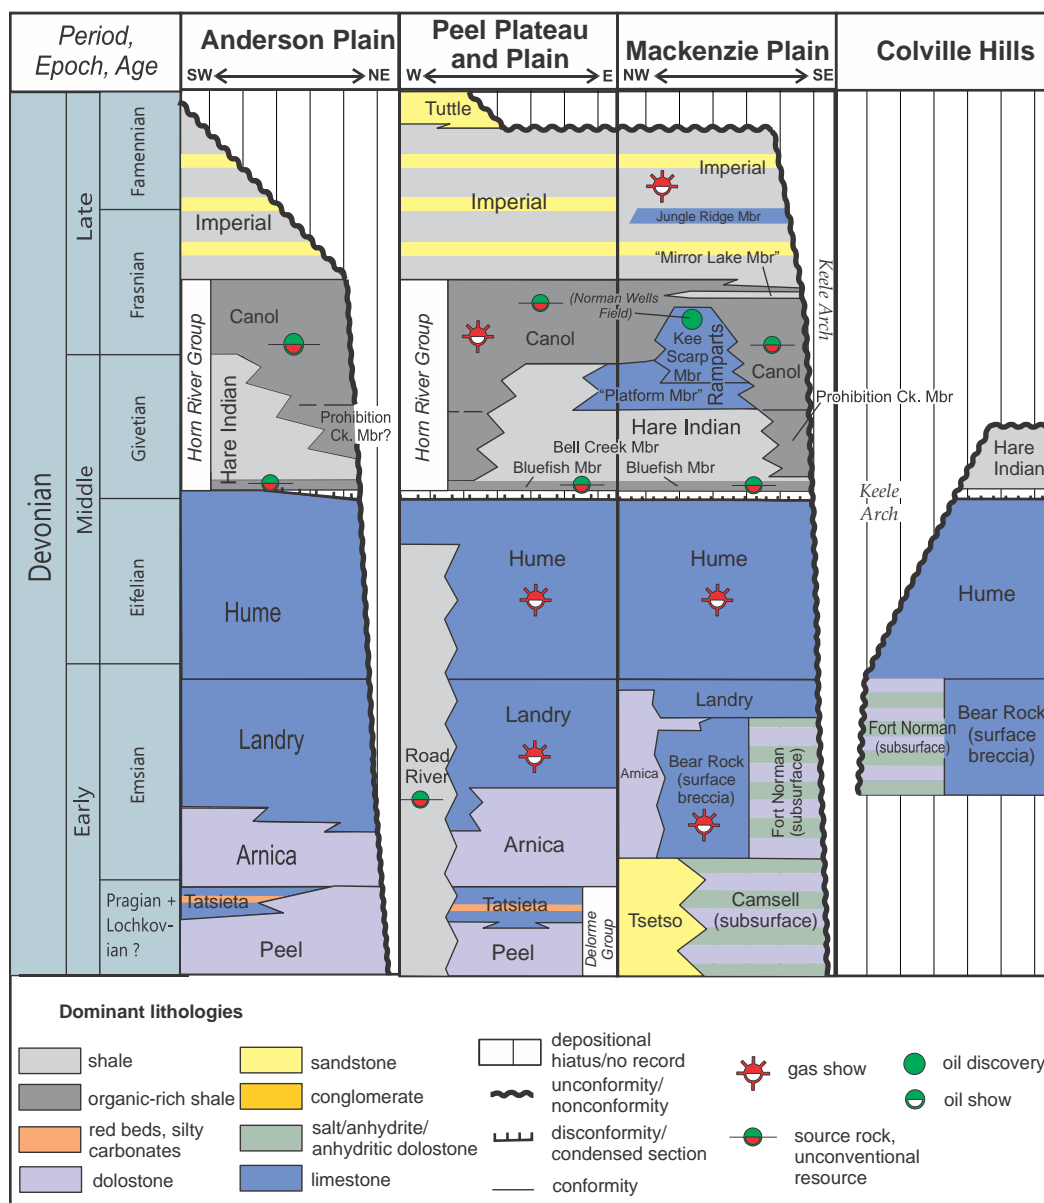 Period,
Epoch, Age
Anderson Plain
SW
NE
Peel Plateau
and Plain
W
E
Mackenzie Plain
NW
SE
Colville Hills
Devonian
Late
Middle
Early
Famennian
Frasnian
Givetian
Eifelian
Emsian
Pragian +
Lochkov-
ian ?
Imperial
Horn River Group
Canol
Hare Indian
Prohibition
Ck. Mbr?
Hume
Landry
Arnica
Tatsieta
Peel
Tuttle
Imperial
Horn River Group
Canol
Bell Creek Mbr
Bluefish Mbr
Hume
Landry
Road
River
Arnica
Tatsieta
Peel
Delorme
Group
Imperial
Jungle Ridge Mbr
“Mirror Lake Mbr”
(Norman Wells
Field)
Kee
Scarp
Mbr
Ramparts
“Platform Mbr”
Canol
Hare Indian
Prohibition Ck. Mbr
Bluefish Mbr
Hume
Landry
Arnica
Bear Rock
(surface
breccia)
Fort Norman
(subsurface)
Tsetso
Camsell
(subsurface)
Keele Arch
Keele
Arch
Hare
Indian
Hume
Fort Norman
(subsurface)
Bear Rock
(surface
breccia)
Dominant lithologies
shale
organic-rich shale
red beds, silty
carbonates
dolostone
sandstone
conglomerate
salt/anhydrite/
anhydritic dolostone
limestone
depositional
hiatus/no record
unconformity/
nonconformity
disconformity/
condensed section
conformity
gas show
source rock,
unconventional
resource
oil discovery
oil show